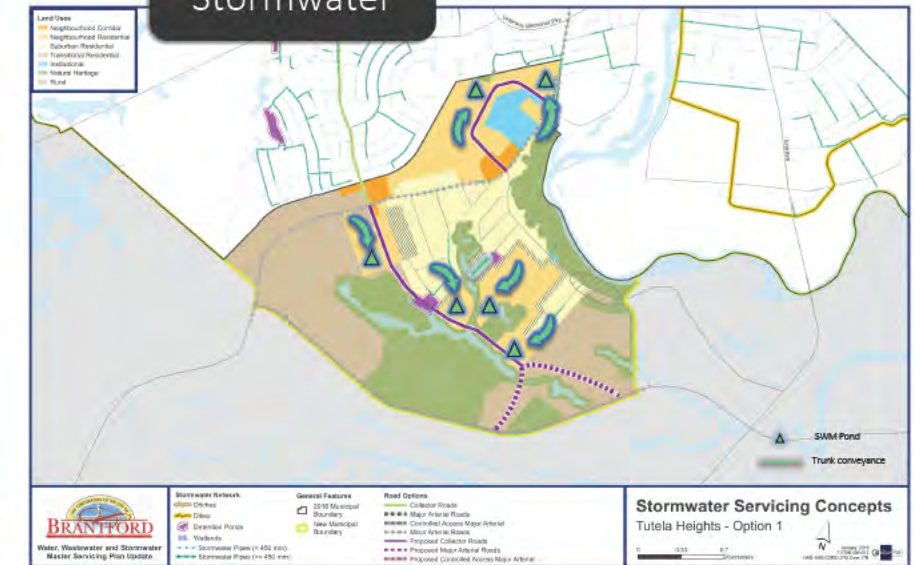 Stormwater
Land Uses
Neighbourhood Corridor
Neighbourhood Residential
Suburban Residential
Transitional Residential
Institutional
Natural Heritage
Rural
SWM Pond
Trunk conveyance
BRANTFORD
Water, Wastewater and Stormwater
Master Servicing Plan Update
Stormwater Network
Ditches
Dikes
Detention Ponds
Wetlands
Stormwater Pipes (< 450 mm)
Stormwater Pipes (>= 450 mm)
General Features
2016 Municipal
Boundary
New Municipal
Boundary
Road Options
Collector Roads
Major Arterial Roads
Controlled Access Major Arterial
Minor Arterial Roads
Proposed Collector Roads
Proposed Major Arterial Roads
Proposed Controlled Access Major Arterial
Stormwater Servicing Concepts
Tutela Heights - Option 1
N
Kilometers